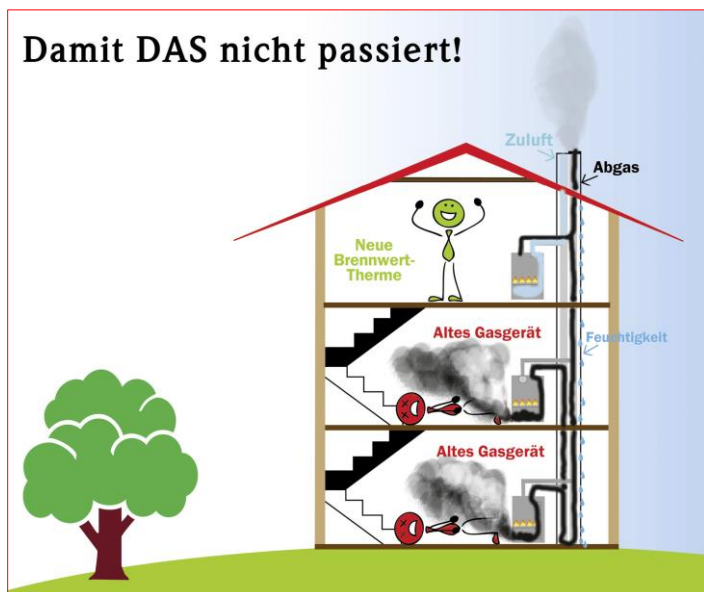 Damit DAS nicht passiert!
Zuluft
Abgas
Neue
Brennwert-
Therme
Altes Gasgerät
Feuchtigkeit
Altes Gasgerät